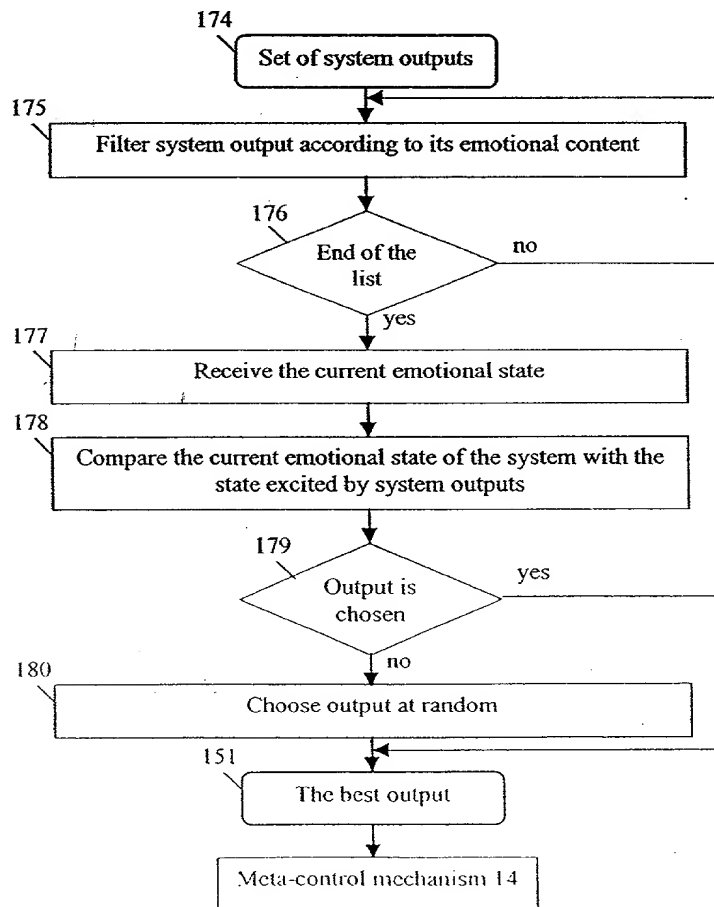 174
Set of system outputs
175
Filter system output according to its emotional content
176
End of the
list
no
yes
177
Receive the current emotional state
178
Compare the current emotional state of the system with the
state excited by system outputs
179
Output is
chosen
yes
no
180
Choose output at random
151
The best output
Meta-control mechanism 14